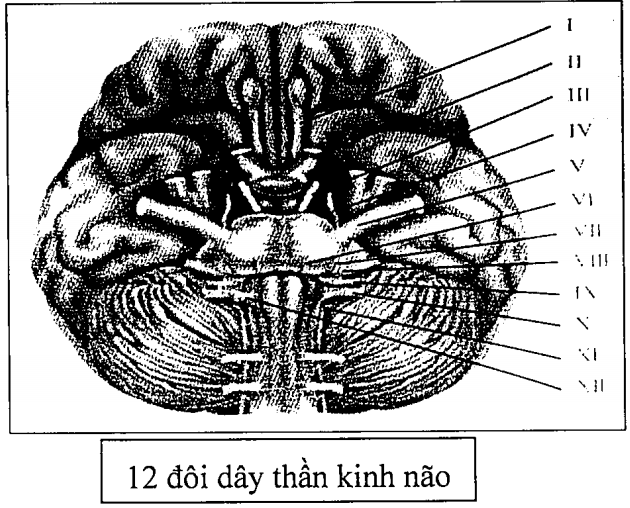 I
II
III
IV
V
VI
VII
VIII
IX
X
XI
XII
12 đôi dây thần kinh não